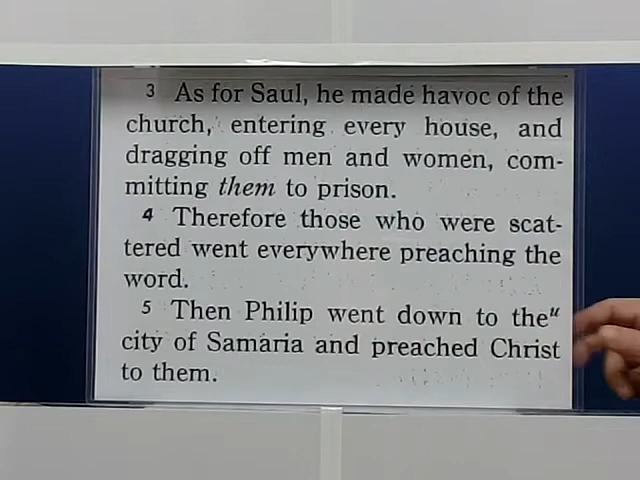 3 As for Saul, he made havoc of the
church, entering every house, and
dragging off men and women, com-
mitting them to prison.
4 Therefore those who were scat-
tered went everywhere preaching the
word.
5 Then Philip went down to the"
city of Samaria and preached Christ
to them.